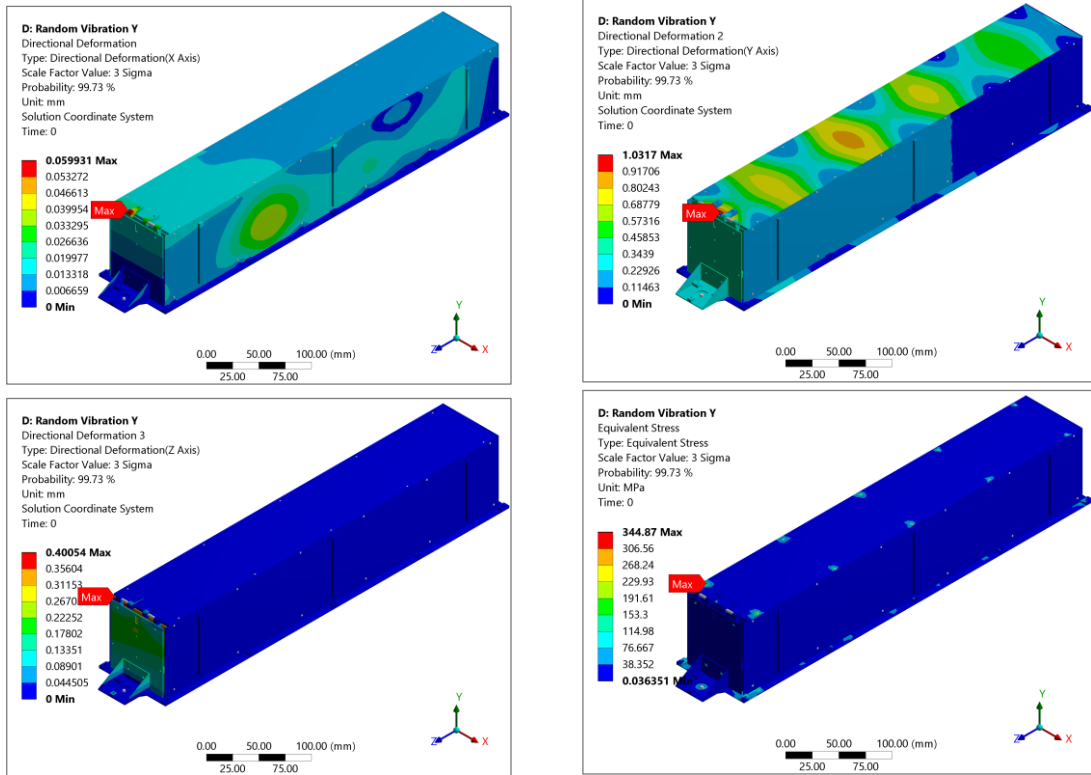 D: Random Vibration Y
Directional Deformation
Type: Directional Deformation(X Axis)
Scale Factor Value: 3 Sigma
Probability: 99.73 %
Unit: mm
Solution Coordinate System
Time: 0
0.059931 Max
0.053272
0.046613
0.039954
0.033295
0.026636
0.019977
0.013318
0.006659
0 Min
Max
0.00 50.00 100.00 (mm)
25.00 75.00
Y
Z X
D: Random Vibration Y
Directional Deformation 2
Type: Directional Deformation(Y Axis)
Scale Factor Value: 3 Sigma
Probability: 99.73 %
Unit: mm
Solution Coordinate System
Time: 0
1.0317 Max
0.91706
0.80243
0.68779
0.57316
0.45853
0.3439
0.22926
0.11463
0 Min
Max
0.00 50.00 100.00 (mm)
25.00 75.00
Y
Z X
D: Random Vibration Y
Directional Deformation 3
Type: Directional Deformation(Z Axis)
Scale Factor Value: 3 Sigma
Probability: 99.73 %
Unit: mm
Solution Coordinate System
Time: 0
0.40054 Max
0.35604
0.31153
0.2670
0.22252
0.17802
0.13351
0.08901
0.044505
0 Min
Max
0.00 50.00 100.00 (mm)
25.00 75.00
Y
Z X
D: Random Vibration Y
Equivalent Stress
Type: Equivalent Stress
Scale Factor Value: 3 Sigma
Probability: 99.73 %
Unit: MPa
Time: 0
344.87 Max
306.56
268.24
229.93
191.61
153.3
114.98
76.667
38.352
0.036351 Min
Max
0.00 50.00 100.00 (mm)
25.00 75.00
Y
Z X